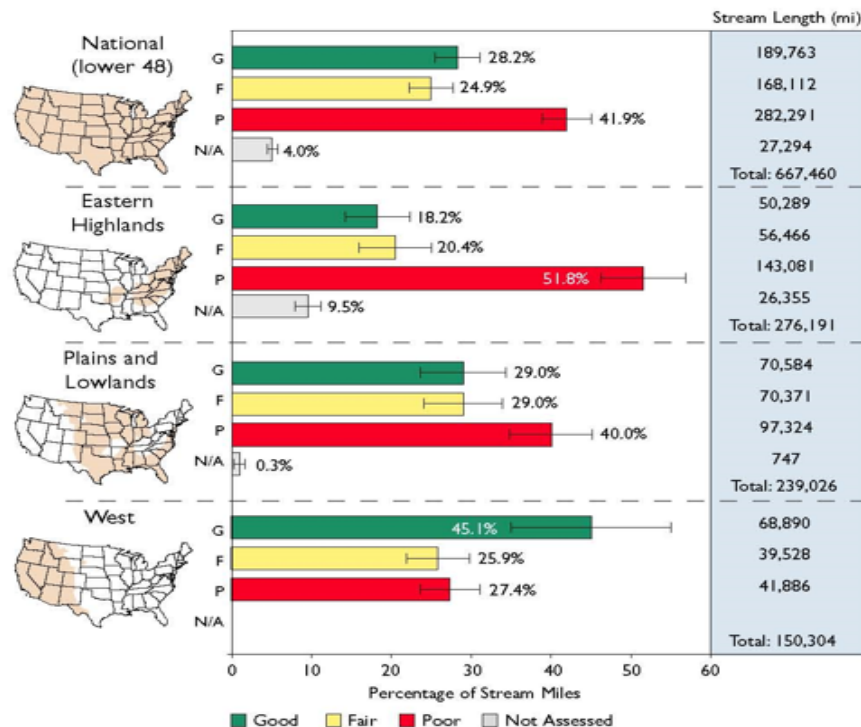 Stream Length (mi)
National
(lower 48)
G 28.2% 189,763
F 24.9% 168,112
P 41.9% 282,291
N/A 4.0% 27,294
Total: 667,460
Eastern
Highlands
G 18.2% 50,289
F 20.4% 56,466
P 51.8% 143,081
N/A 9.5% 26,355
Total: 276,191
Plains and
Lowlands
G 29.0% 70,584
F 29.0% 70,371
P 40.0% 97,324
N/A 0.3% 747
Total: 239,026
West
G 45.1% 68,890
F 25.9% 39,528
P 27.4% 41,886
N/A
Total: 150,304
0 10 20 30 40 50 60
Percentage of Stream Miles
Good Fair Poor Not Assessed